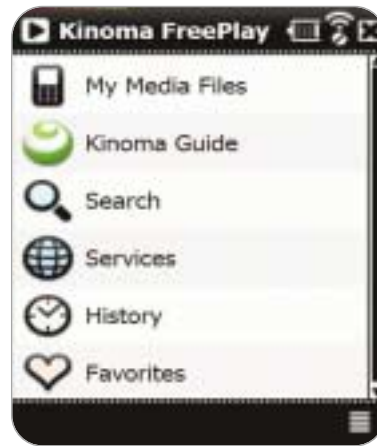 Kinoma FreePlay
My Media Files
Kinoma Guide
Search
Services
History
Favorites